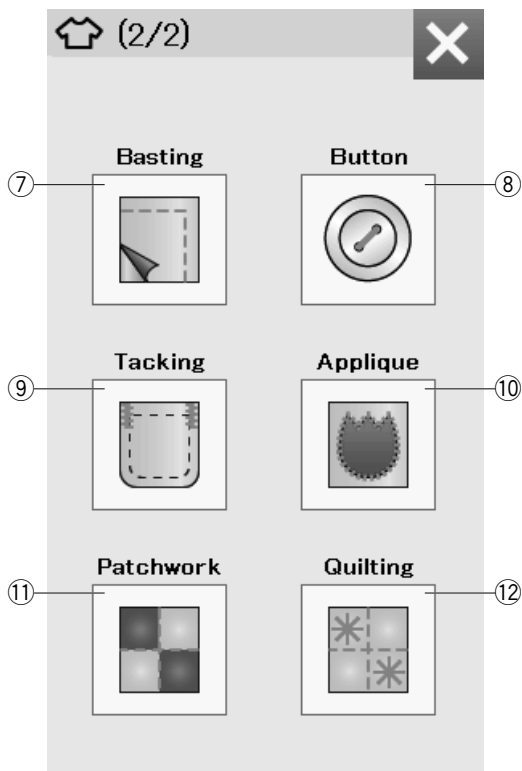 (2/2)
Basting Button
⑦ ⑧
Tacking Applique
⑨ ⑩
Patchwork Quilting
⑪ ⑫